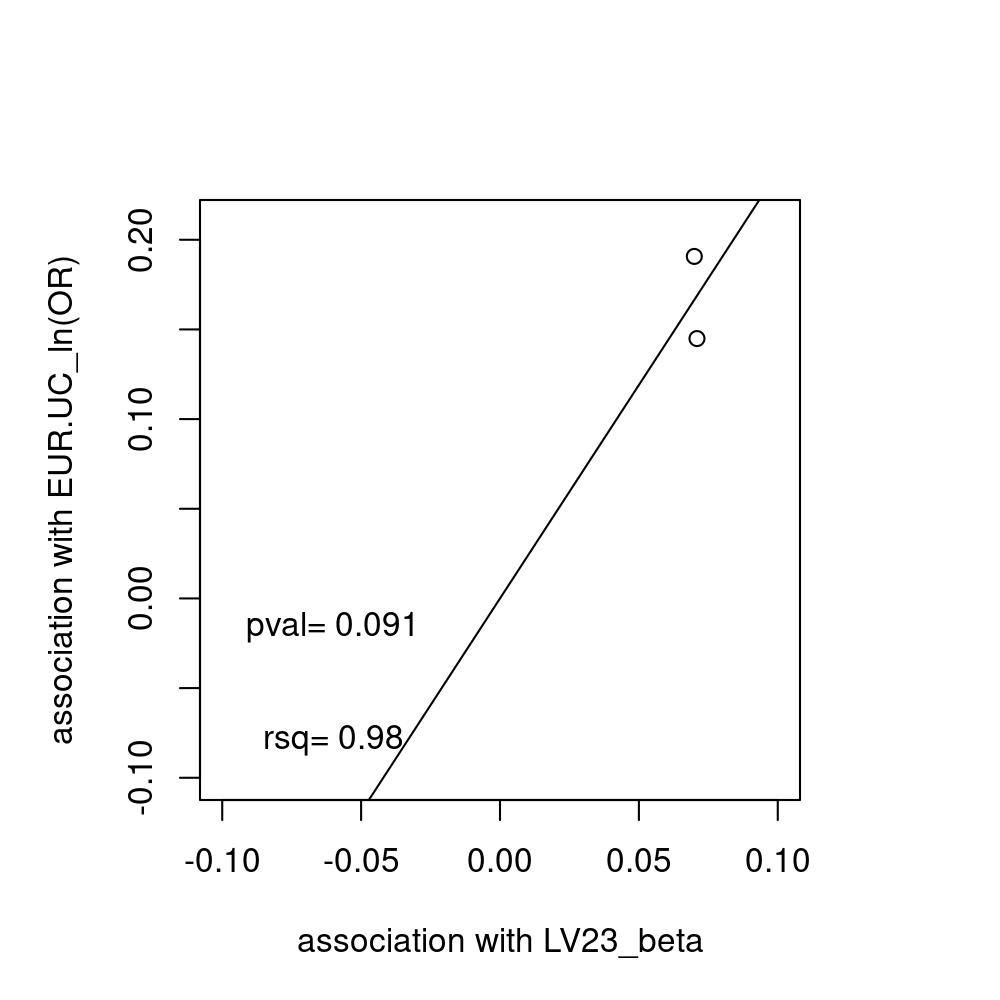 association with EUR.UC_ln(OR)
0.20
0.10
0.00
-0.10
pval= 0.091
rsq= 0.98
-0.10 -0.05 0.00 0.05 0.10
association with LV23_beta